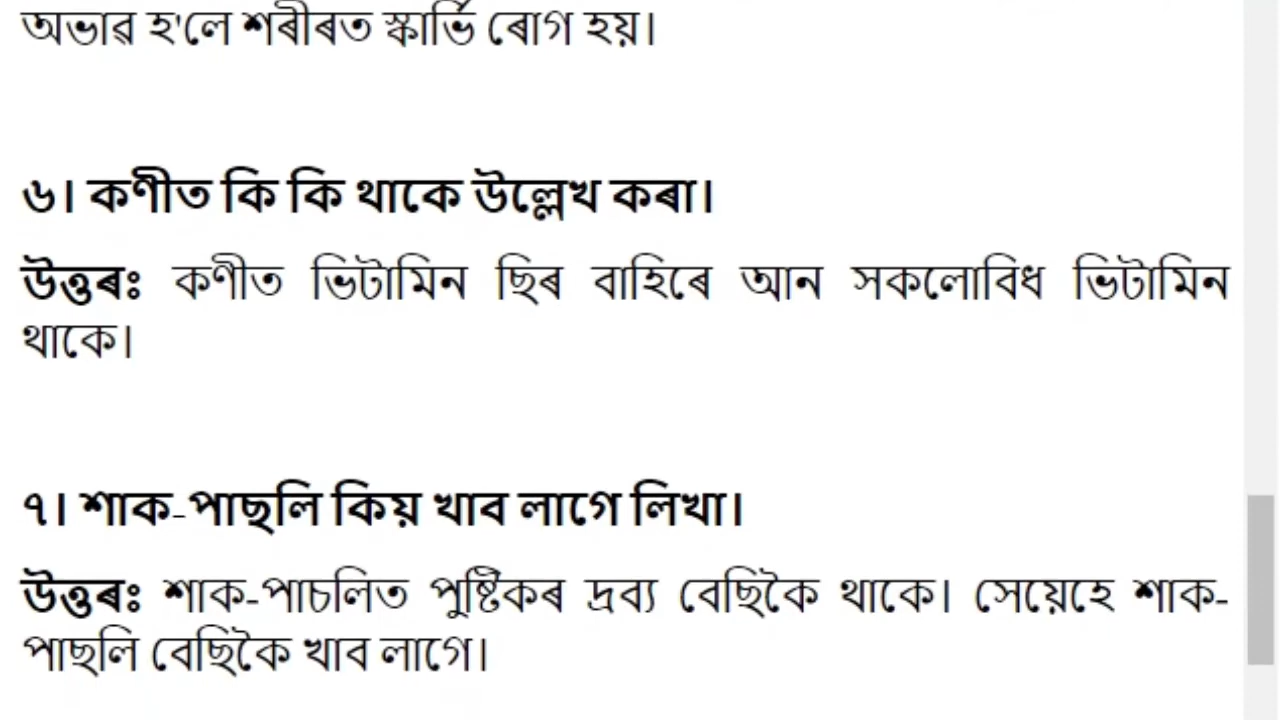 অভাৱ হ'লে শৰীৰত স্কাৰ্ভি ৰোগ হয়।
৬। কণীত কি কি থাকে উল্লেখ কৰা।
উত্তৰঃ কণীত ভিটামিন ছিৰ বাহিৰে আন সকলোবিধ ভিটামিন
থাকে।
৭। শাক-পাছলি কিয় খাব লাগে লিখা।
উত্তৰঃ শাক-পাচলিত পুষ্টিকৰ দ্ৰব্য বেছিকৈ থাকে। সেয়েহে শাক-
পাছলি বেছিকৈ খাব লাগে।